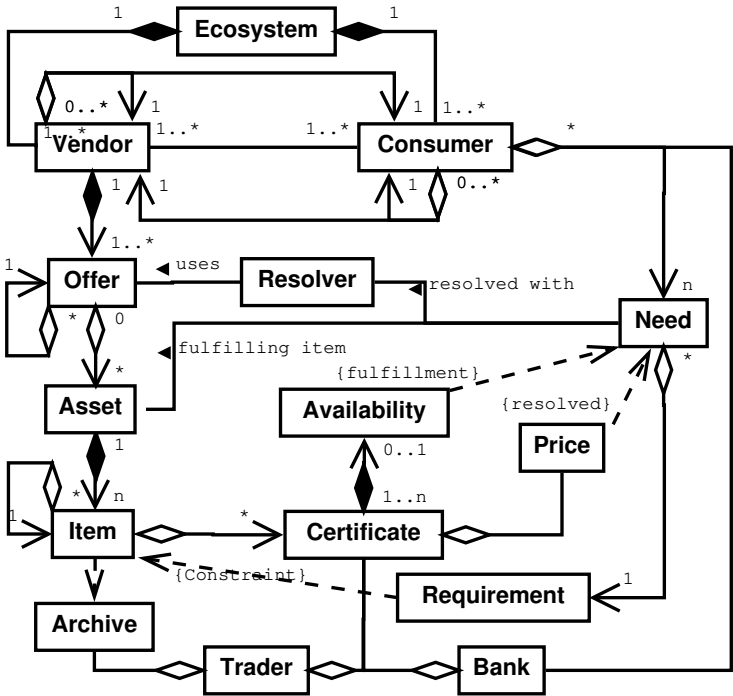 1
Ecosystem
1
0..*
1
1
1..*
1..*
Vendor
1..*
1..*
Consumer
*
1
1
1
0..*
1..*
1
Offer
uses
Resolver
resolved with
n
*
0
Need
fulfilling item
*
*
{fulfillment}
Asset
Availability
{resolved}
1
0..1
Price
*
n
1..n
1
Item
*
Certificate
{Constraint}
1
Requirement
Archive
Trader
Bank